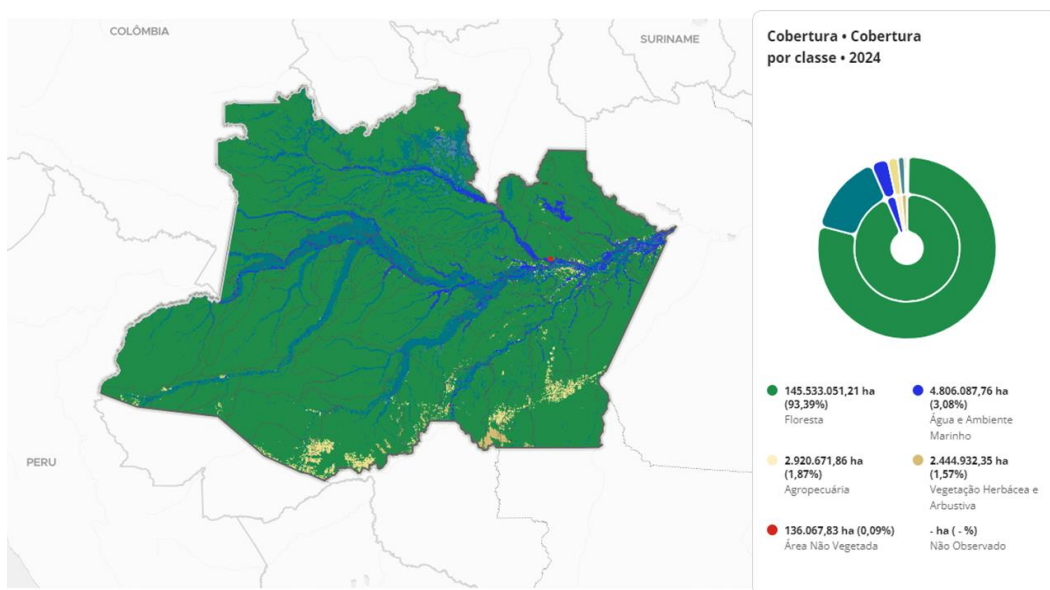 COLÔMBIA
SURINAME
PERU
Cobertura • Cobertura
por classe • 2024
145.533.051,21 ha
(93,39%)
Floresta
4.806.087,76 ha
(3,08%)
Água e Ambiente
Marinho
2.920.671,86 ha
(1,87%)
Agropecuária
2.444.932,35 ha
(1,57%)
Vegetação Herbácea e
Arbustiva
136.067,83 ha (0,09%)
Área Não Vegetada
- ha ( - %)
Não Observado